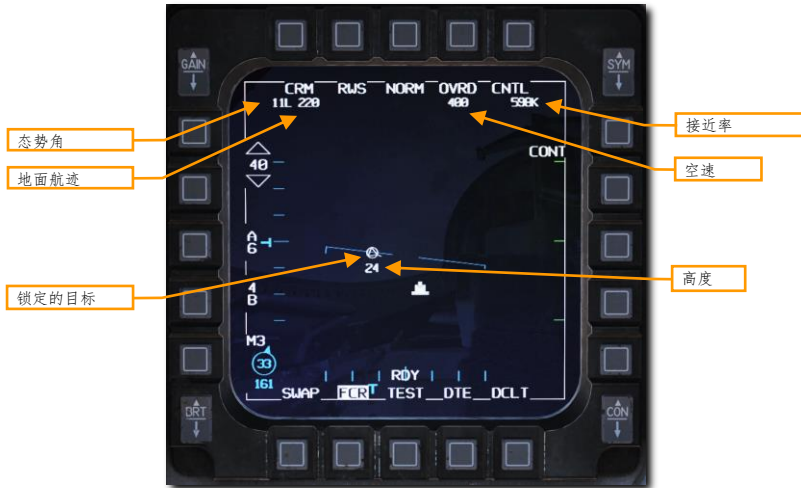 GAIN
SYM
CRM RWS NORM OVRD CNTL
11L 220 400 598K
态势角
接近率
CONT
40
空速
地面航迹
A
6
24
高度
锁定的目标
4
B
M3
33
161
RDY
SWAP FCR TEST DTE DCLT
T
BRT
CON